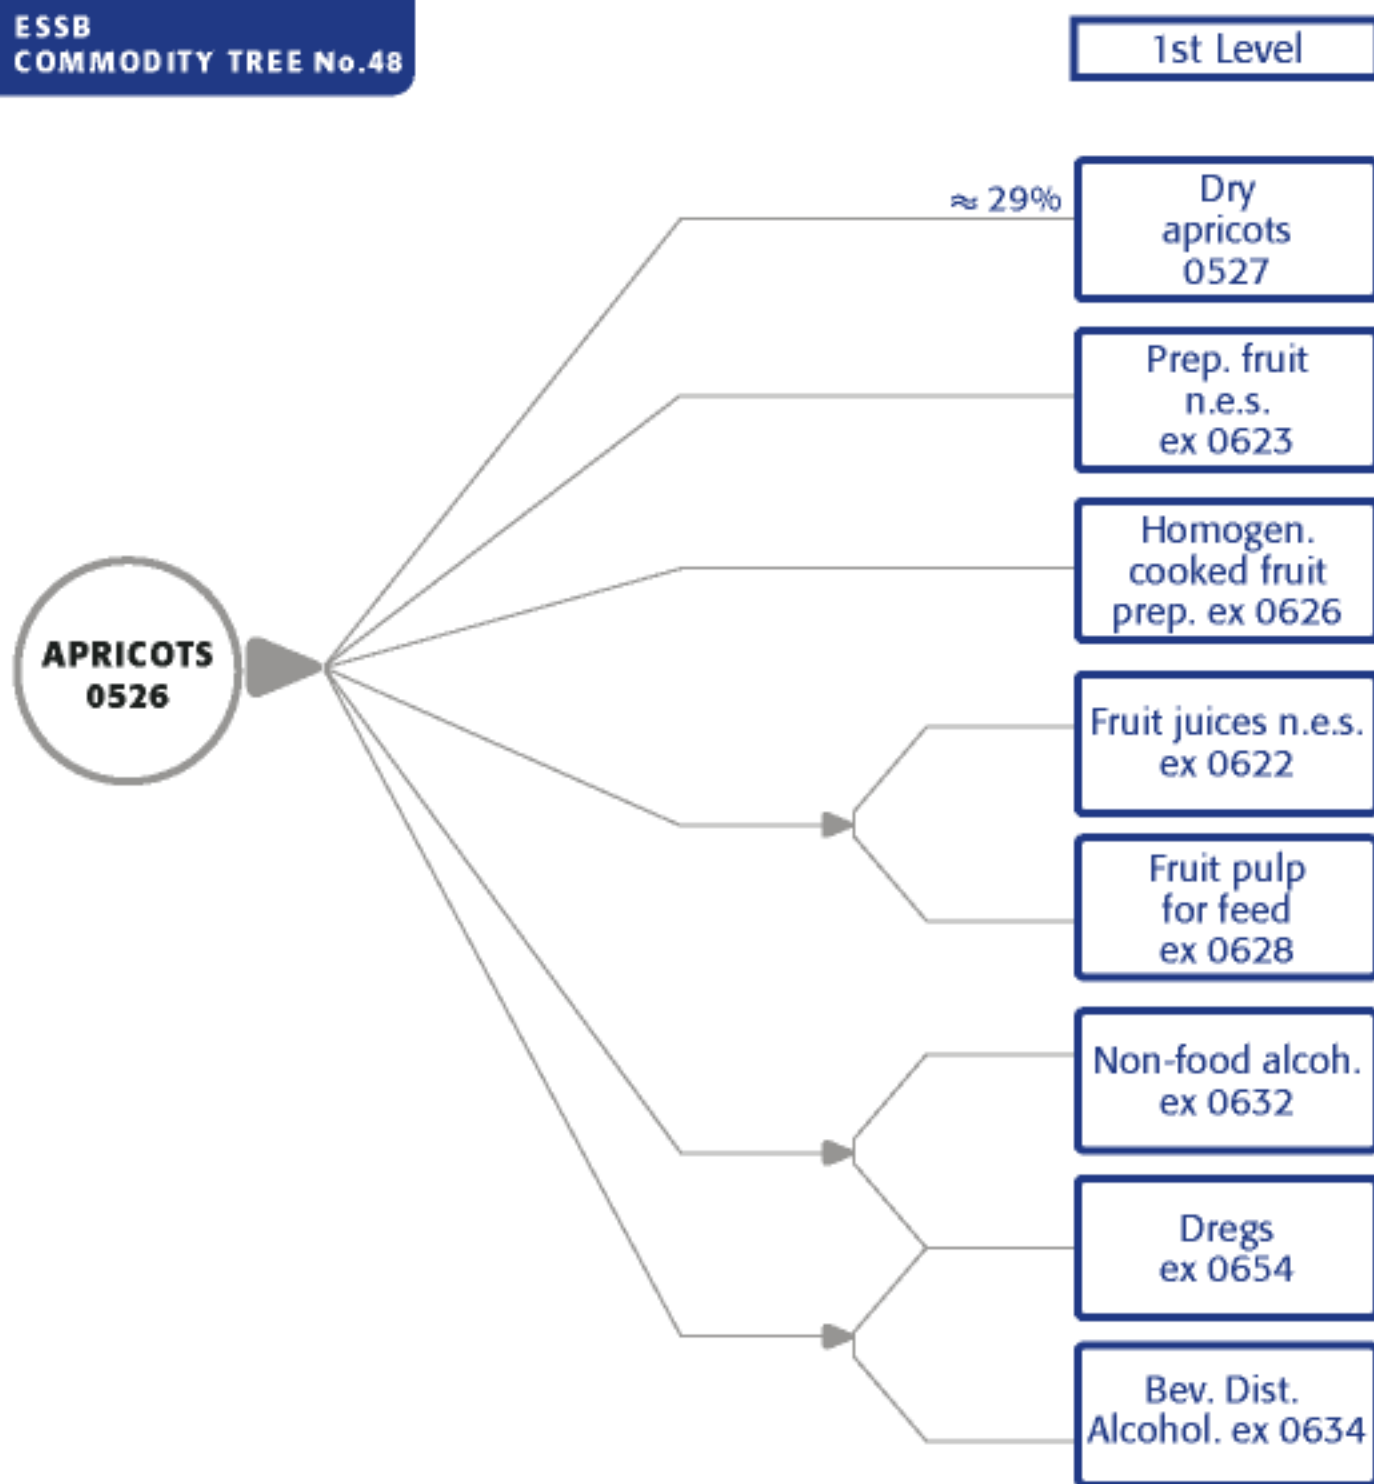 ESSB
COMMODITY TREE No.48
1st Level
≈ 29%
Dry
apricots
0527
Prep. fruit
n.e.s.
ex 0623
Homogen.
cooked fruit
prep. ex 0626
APRICOTS
0526
Fruit juices n.e.s.
ex 0622
Fruit pulp
for feed
ex 0628
Non-food alcoh.
ex 0632
Dregs
ex 0654
Bev. Dist.
Alcohol. ex 0634